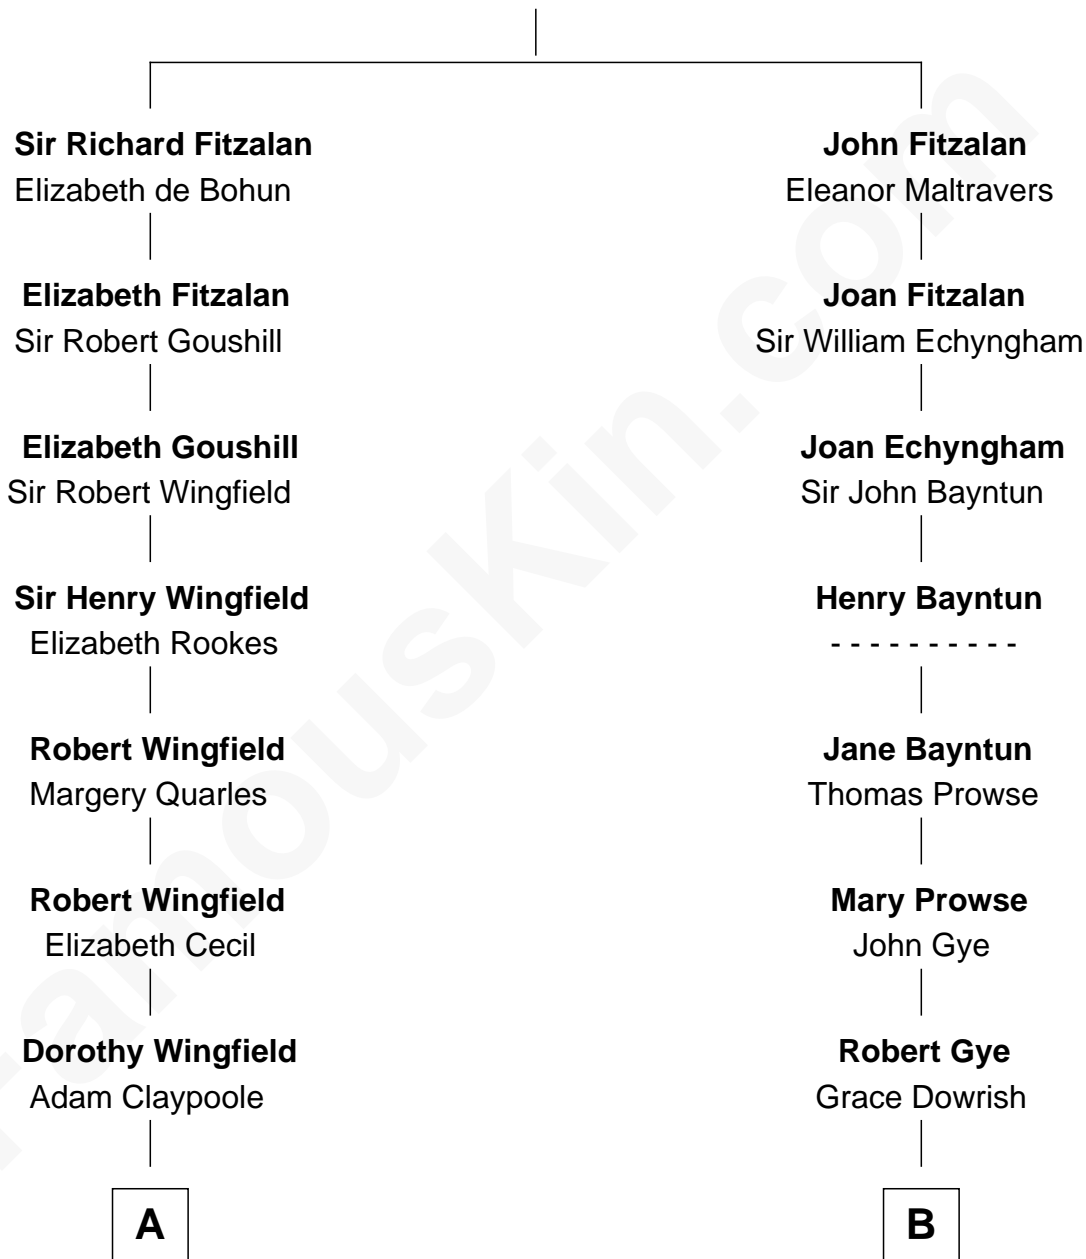 Sir Richard Fitzalan
Elizabeth de Bohun
Elizabeth Fitzalan
Sir Robert Goushill
Elizabeth Goushill
Sir Robert Wingfield
Sir Henry Wingfield
Elizabeth Rookes
Robert Wingfield
Margery Quarles
Robert Wingfield
Elizabeth Cecil
Dorothy Wingfield
Adam Claypoole
A
John Fitzalan
Eleanor Maltravers
Joan Fitzalan
Sir William Echyngham
Joan Echyngham
Sir John Bayntun
Henry Bayntun
- - - - - - - - - -
Jane Bayntun
Thomas Prowse
Mary Prowse
John Gye
Robert Gye
Grace Dowrish
B
FamousKin.com